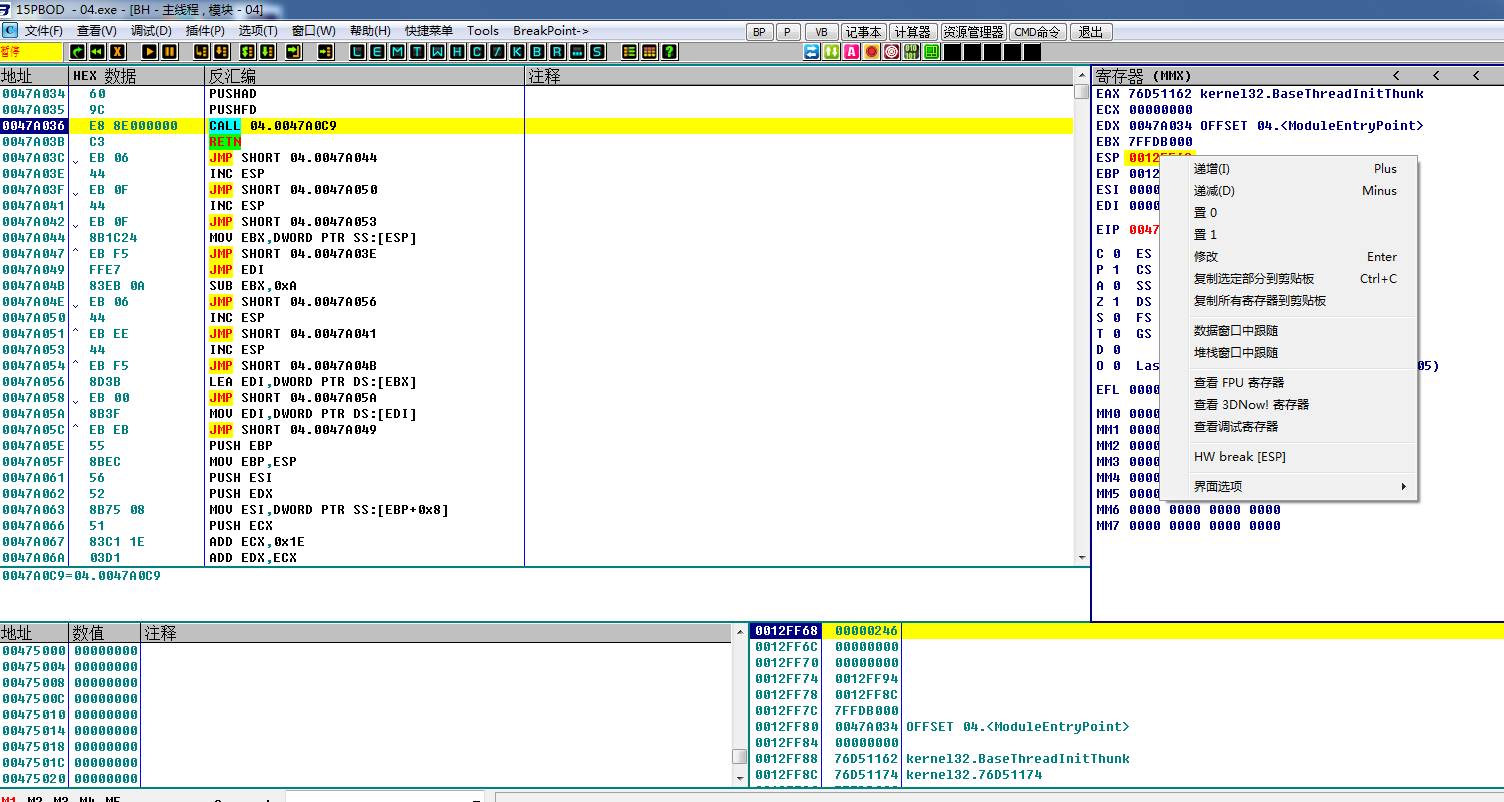 15PBOD - 04.exe - [BH - 主线程, 模块 - 04]
C 文件(F) 查看(V) 调试(D) 插件(P) 选项(T) 窗口(W) 帮助(H) 快捷菜单 Tools BreakPoint-> BP P VB 记事本 计算器 资源管理器 CMD命令 退出
暂停 L E M T W H C / K B R ... S ?
地址 HEX 数据 反汇编 注释
0047A034 60 PUSHAD
0047A035 9C PUSHFD
0047A036 E8 8E000000 CALL 04.0047A0C9
0047A03B C3 RETN
0047A03C EB 06 JMP SHORT 04.0047A044
0047A03E 44 INC ESP
0047A03F EB 0F JMP SHORT 04.0047A050
0047A041 44 INC ESP
0047A042 EB 0F JMP SHORT 04.0047A053
0047A044 8B1C24 MOV EBX,DWORD PTR SS:[ESP]
0047A047 ^ EB F5 JMP SHORT 04.0047A03E
0047A049 FFE7 JMP EDI
0047A04B 83EB 0A SUB EBX,0xA
0047A04E EB 06 JMP SHORT 04.0047A056
0047A050 44 INC ESP
0047A051 ^ EB EE JMP SHORT 04.0047A041
0047A053 44 INC ESP
0047A054 ^ EB F5 JMP SHORT 04.0047A04B
0047A056 8D3B LEA EDI,DWORD PTR DS:[EBX]
0047A058 EB 00 JMP SHORT 04.0047A05A
0047A05A 8B3F MOV EDI,DWORD PTR DS:[EDI]
0047A05C ^ EB EB JMP SHORT 04.0047A049
0047A05E 55 PUSH EBP
0047A05F 8BEC MOV EBP,ESP
0047A061 56 PUSH ESI
0047A062 52 PUSH EDX
0047A063 8B75 08 MOV ESI,DWORD PTR SS:[EBP+0x8]
0047A066 51 PUSH ECX
0047A067 83C1 1E ADD ECX,0x1E
0047A06A 03D1 ADD EDX,ECX
0047A0C9=04.0047A0C9
寄存器 (MMX) < < <
EAX 76D51162 kernel32.BaseThreadInitThunk
ECX 00000000
EDX 0047A034 OFFSET 04.<ModuleEntryPoint>
EBX 7FFDB000
ESP 0012FF68
EBP 0012
ESI 0000
EDI 0000
EIP 0047
C 0 ES
P 1 CS
A 0 SS
Z 1 DS
S 0 FS
T 0 GS
D 0
O 0 Las 05)
EFL 0000
MM0 0000
MM1 0000
MM2 0000
MM3 0000
MM4 0000
MM5 0000
MM6 0000 0000 0000 0000
MM7 0000 0000 0000 0000
递增(I) Plus
递减(D) Minus
置 0
置 1
修改 Enter
复制选定部分到剪贴板 Ctrl+C
复制所有寄存器到剪贴板
数据窗口中跟随
堆栈窗口中跟随
查看 FPU 寄存器
查看 3DNow! 寄存器
查看调试寄存器
HW break [ESP]
界面选项
地址 数值 注释
00475000 00000000
00475004 00000000
00475008 00000000
0047500C 00000000
00475010 00000000
00475014 00000000
00475018 00000000
0047501C 00000000
00475020 00000000
0012FF68 00000246
0012FF6C 00000000
0012FF70 00000000
0012FF74 0012FF94
0012FF78 0012FF8C
0012FF7C 7FFDB000
0012FF80 0047A034 OFFSET 04.<ModuleEntryPoint>
0012FF84 00000000
0012FF88 76D51162 kernel32.BaseThreadInitThunk
0012FF8C 76D51174 kernel32.76D51174
M1 M2 M3 M4 M5